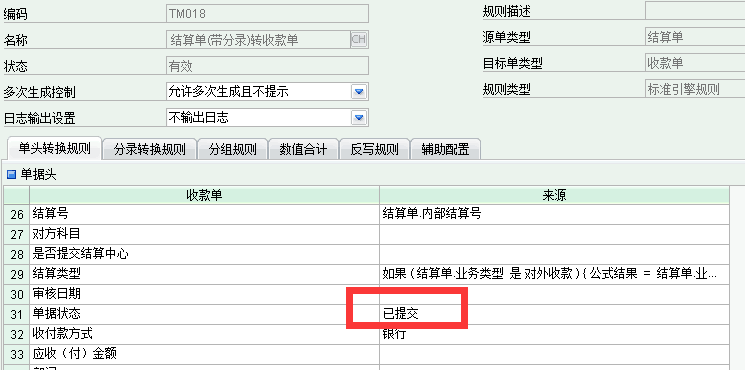 编码 TM018 规则描述
名称 结算单(带分录)转收款单 CH 源单类型 结算单
状态 有效 目标单类型 收款单
多次生成控制 允许多次生成且不提示 规则类型 标准引擎规则
日志输出设置 不输出日志
单头转换规则 分录转换规则 分组规则 数值合计 反写规则 辅助配置
单据头
收款单 来源
26 结算号 结算单.内部结算号
27 对方科目
28 是否提交结算中心
29 结算类型 如果 ( 结算单.业务类型 是 对外收款 ) { 公式结果 = 结算单.业...
30 审核日期
31 单据状态 已提交
32 收付款方式 银行
33 应收（付）金额